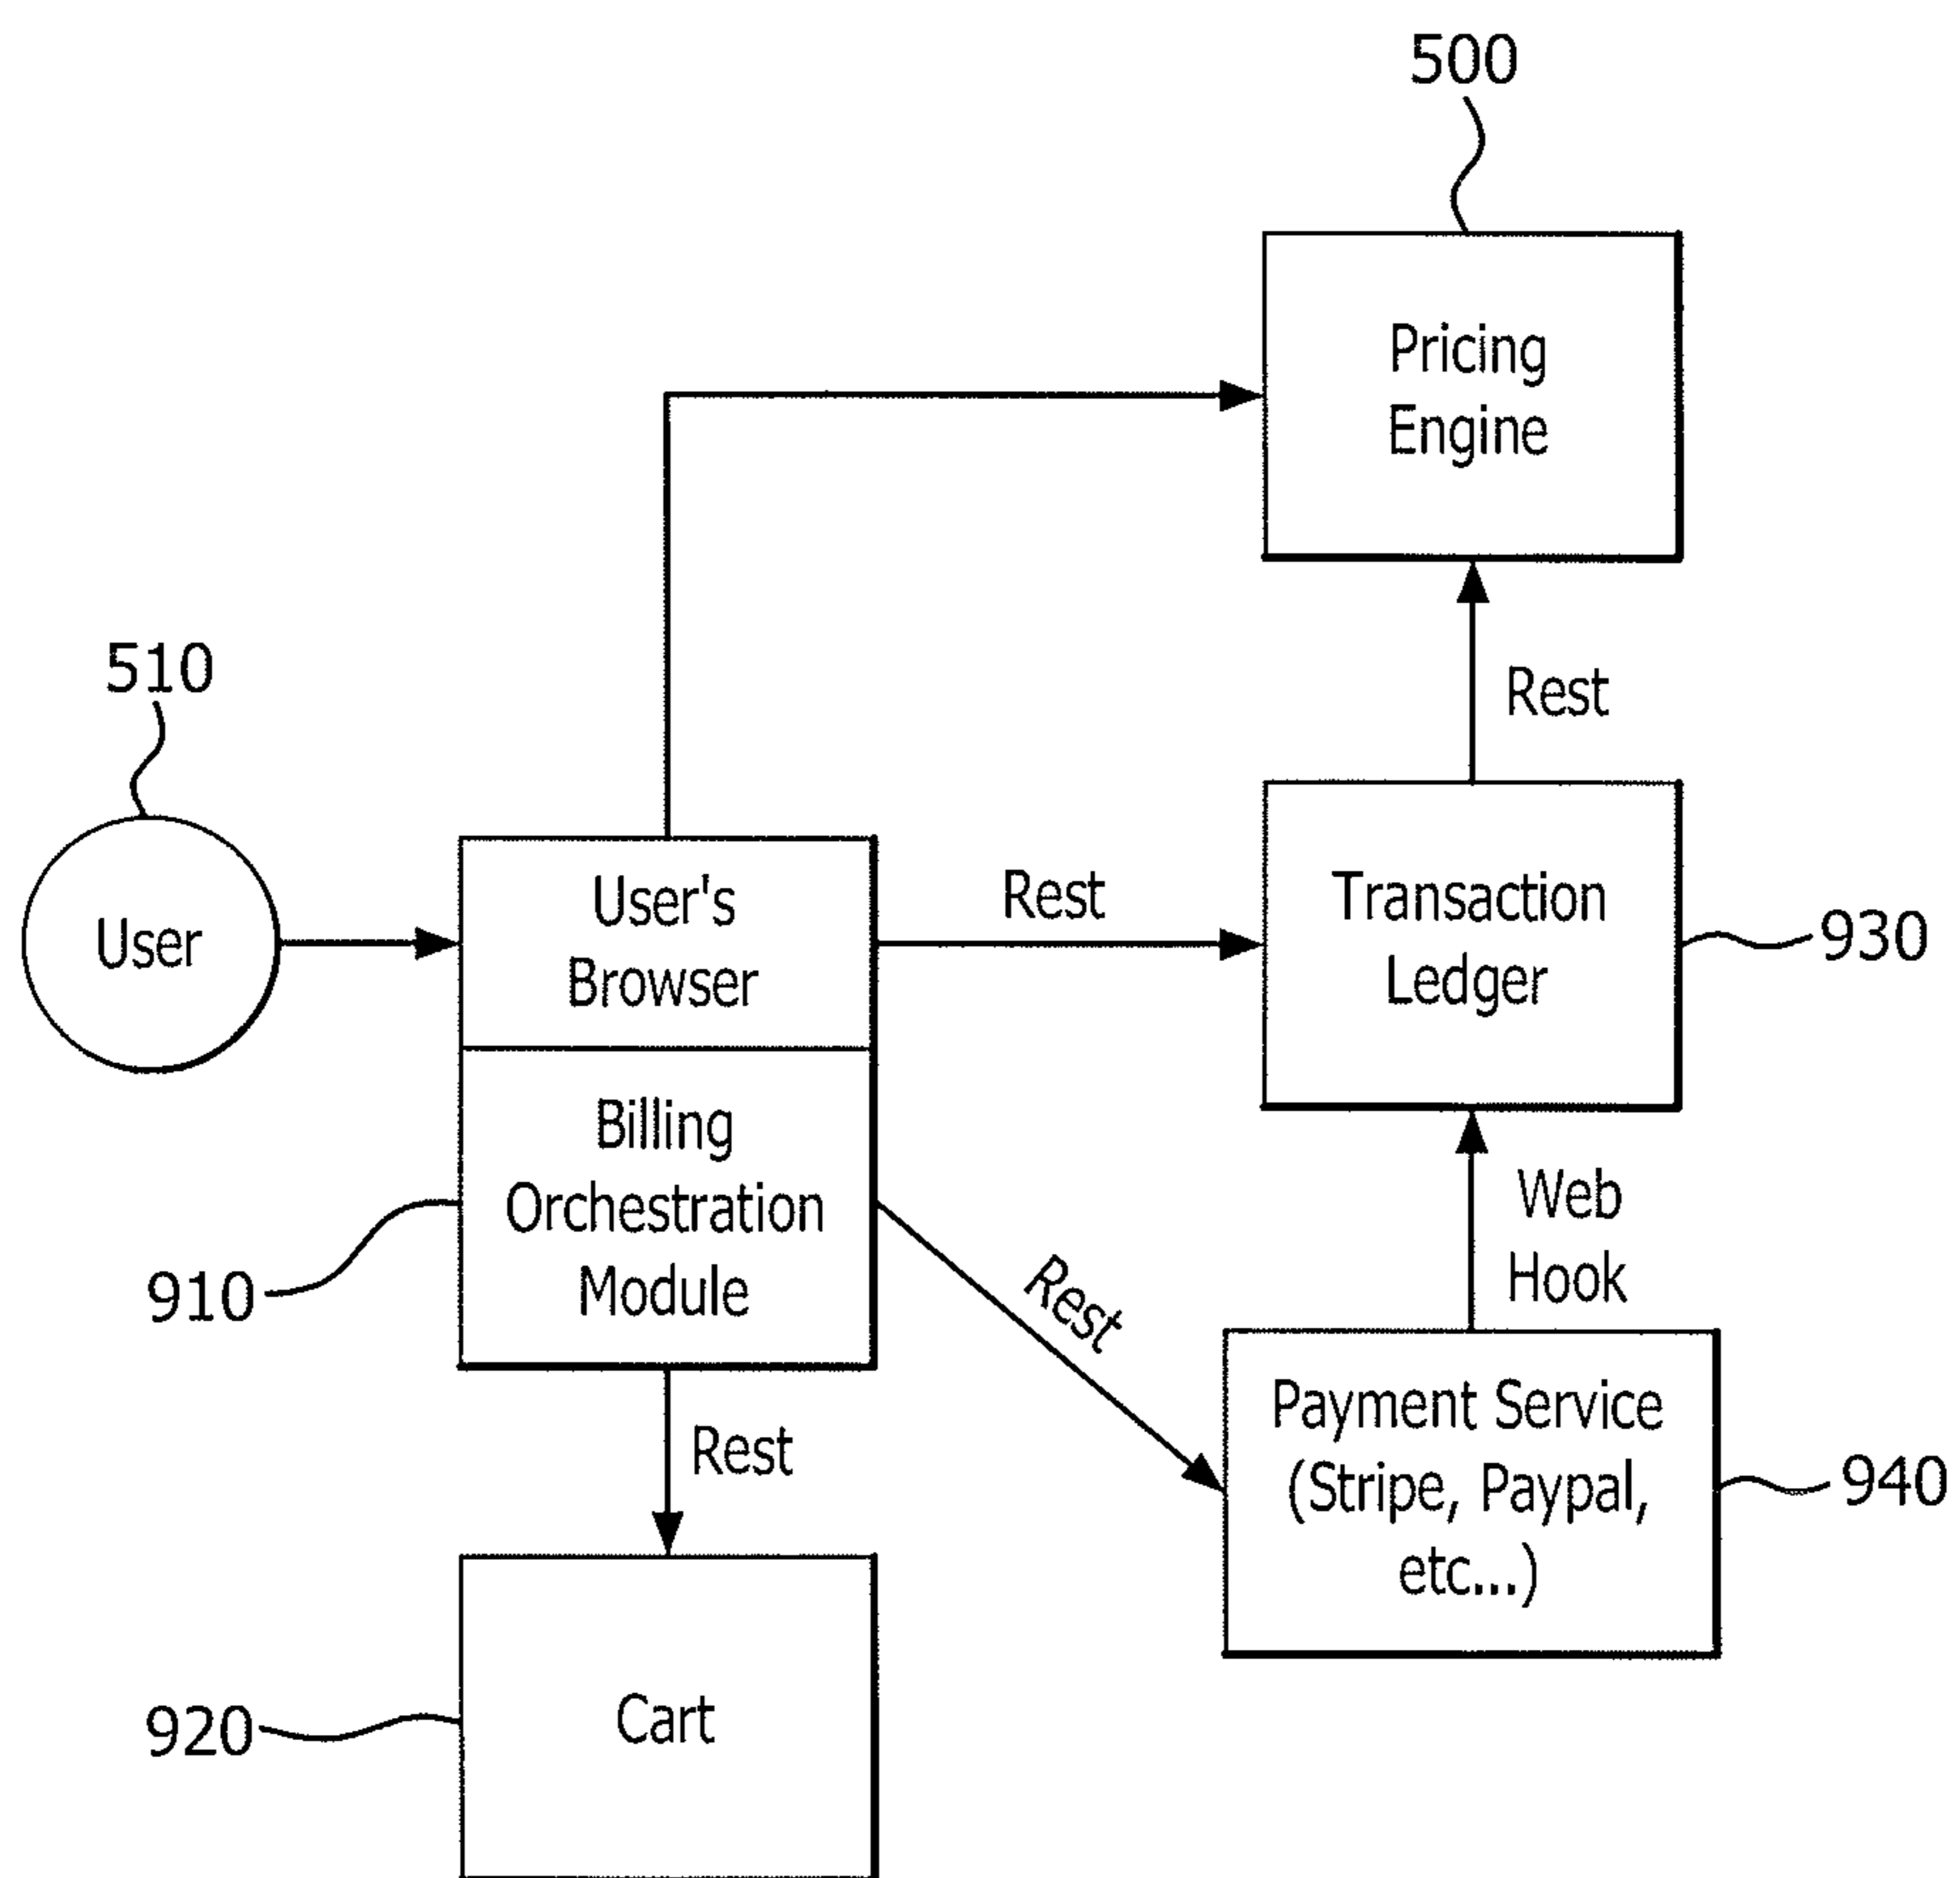 500
Pricing
Engine
Rest
510
User
User's
Browser
Rest
Transaction
Ledger
930
Billing
Orchestration
Module
910
Rest
Web
Hook
Rest
Payment Service
(Stripe, Paypal,
etc...)
940
Cart
920